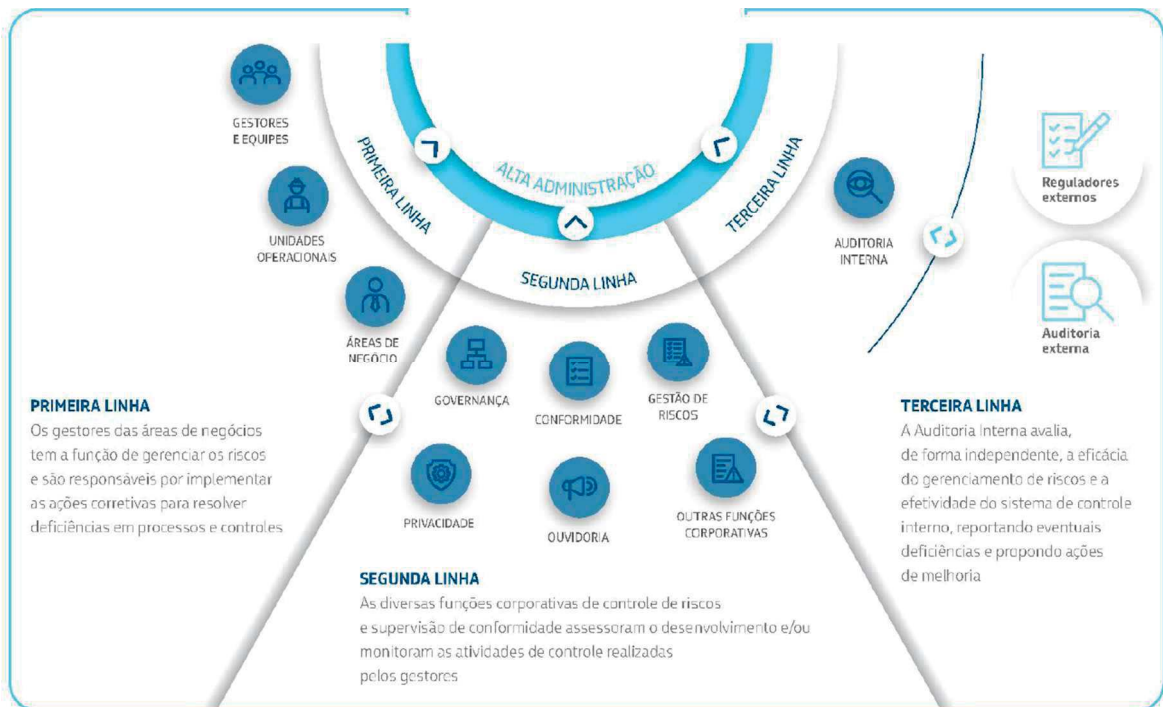 GESTORES
E EQUIPES
UNIDADES
OPERACIONAIS
ÁREAS DE
NEGÓCIO
PRIMEIRA LINHA
ALTA ADMINISTRAÇÃO
TERCEIRA LINHA
SEGUNDA LINHA
AUDITORIA
INTERNA
Reguladores
externos
Auditoria
externa
GOVERNANÇA
CONFORMIDADE
GESTÃO DE
RISCOS
PRIVACIDADE
OUVIDORIA
OUTRAS FUNÇÕES
CORPORATIVAS
PRIMEIRA LINHA
Os gestores das áreas de negócios
tem a função de gerenciar os riscos
e são responsáveis por implementar
as ações corretivas para resolver
deficiências em processos e controles
SEGUNDA LINHA
As diversas funções corporativas de controle de riscos
e supervisão de conformidade assessoram o desenvolvimento e/ou
monitoram as atividades de controle realizadas
pelos gestores
TERCEIRA LINHA
A Auditoria Interna avalia,
de forma independente, a eficácia
do gerenciamento de riscos e a
efetividade do sistema de controle
interno, reportando eventuais
deficiências e propondo ações
de melhoria